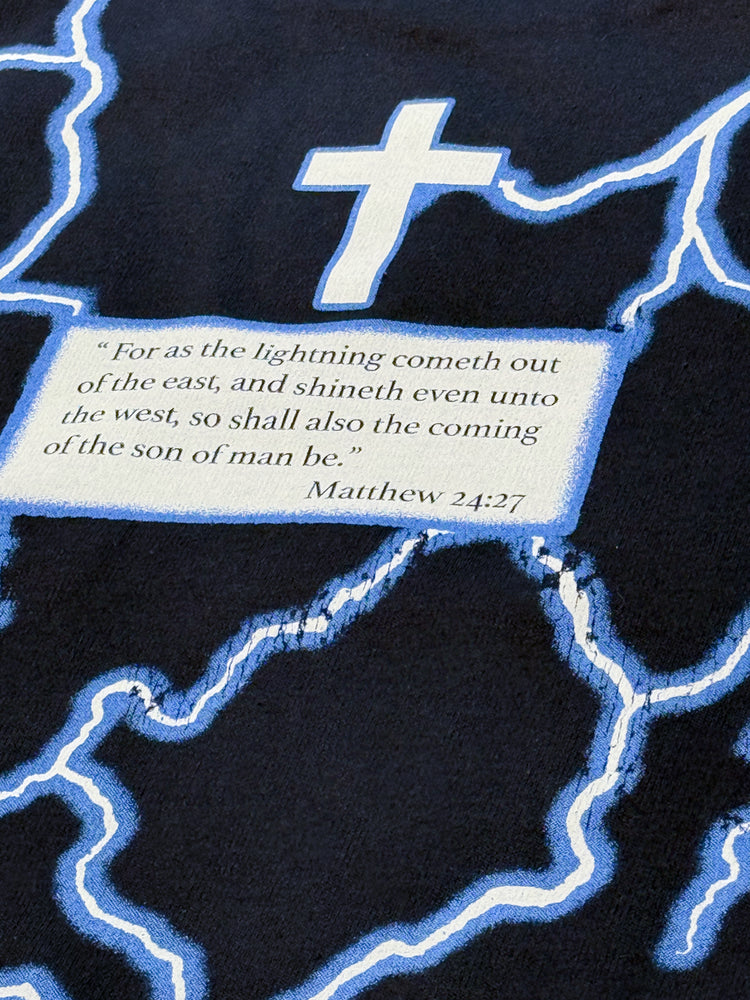 “For as the lightning cometh out
of the east, and shineth even unto
the west, so shall also the coming
of the son of man be.”
Matthew 24:27